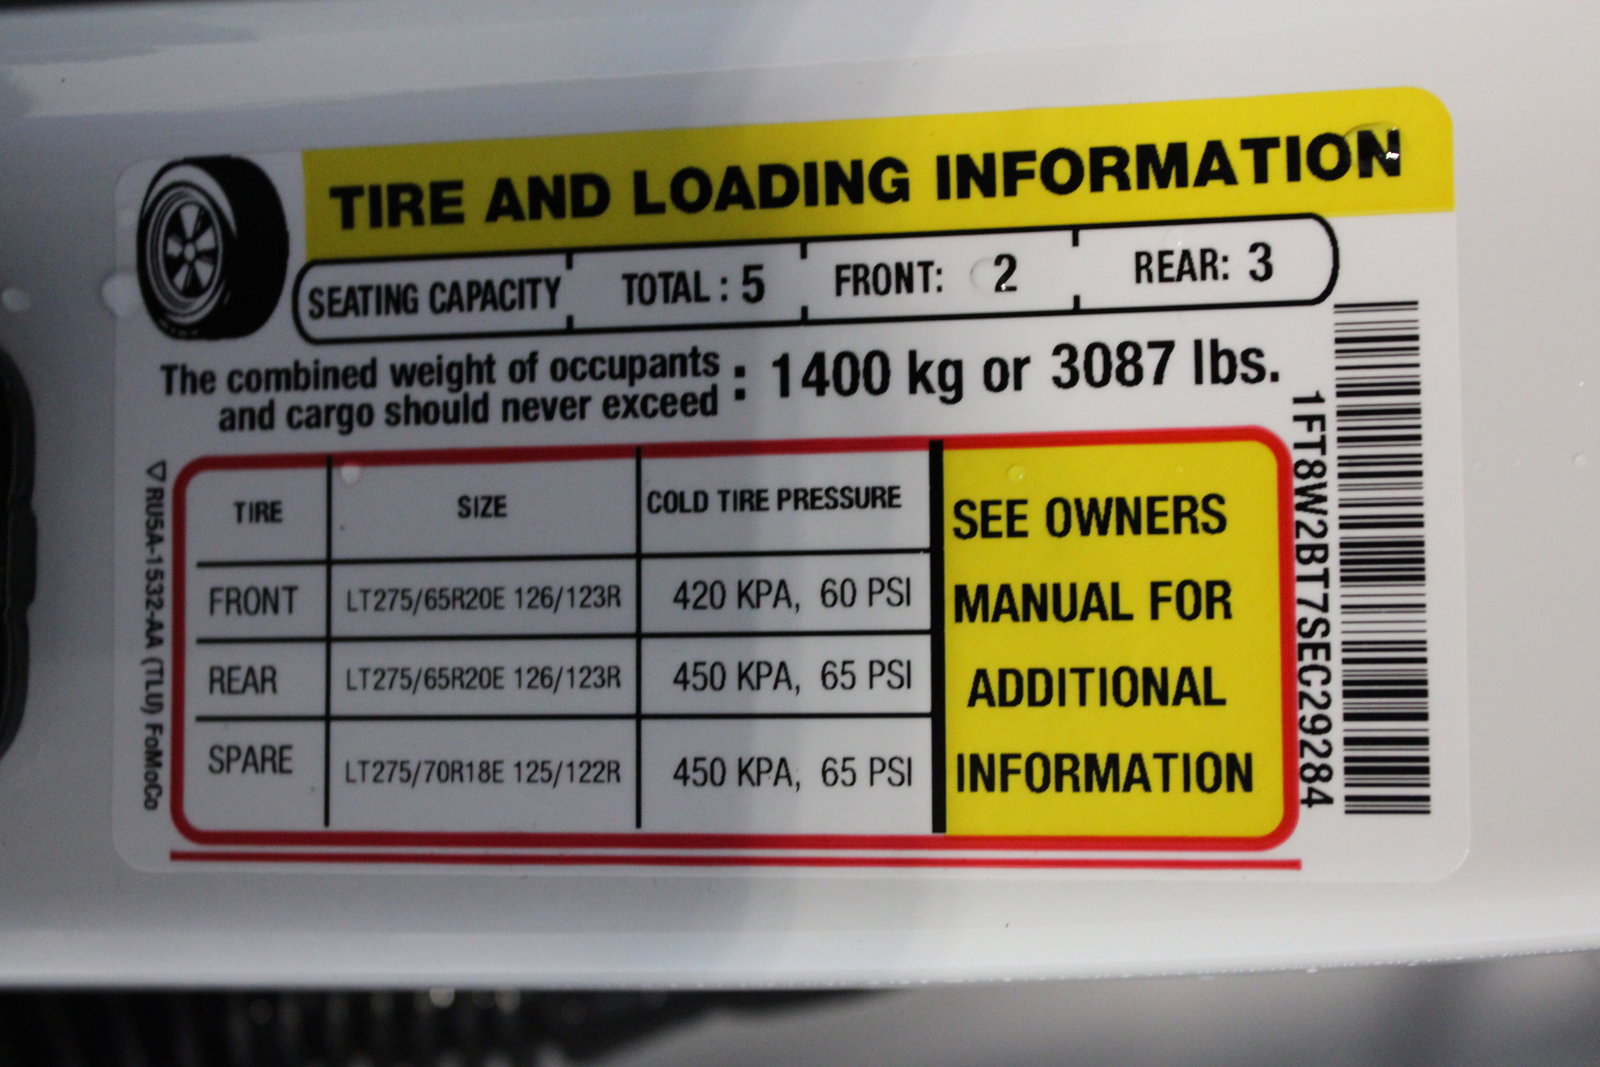 TIRE AND LOADING INFORMATION
SEATING CAPACITY TOTAL : 5 FRONT: 2 REAR: 3
The combined weight of occupants
and cargo should never exceed : 1400 kg or 3087 lbs.
TIRE SIZE COLD TIRE PRESSURE
FRONT LT275/65R20E 126/123R 420 KPA, 60 PSI
REAR LT275/65R20E 126/123R 450 KPA, 65 PSI
SPARE LT275/70R18E 125/122R 450 KPA, 65 PSI
SEE OWNERS
MANUAL FOR
ADDITIONAL
INFORMATION
1FT8W2BT7SEC29284
RU5A-1532-AA (TLU) FoMoCo